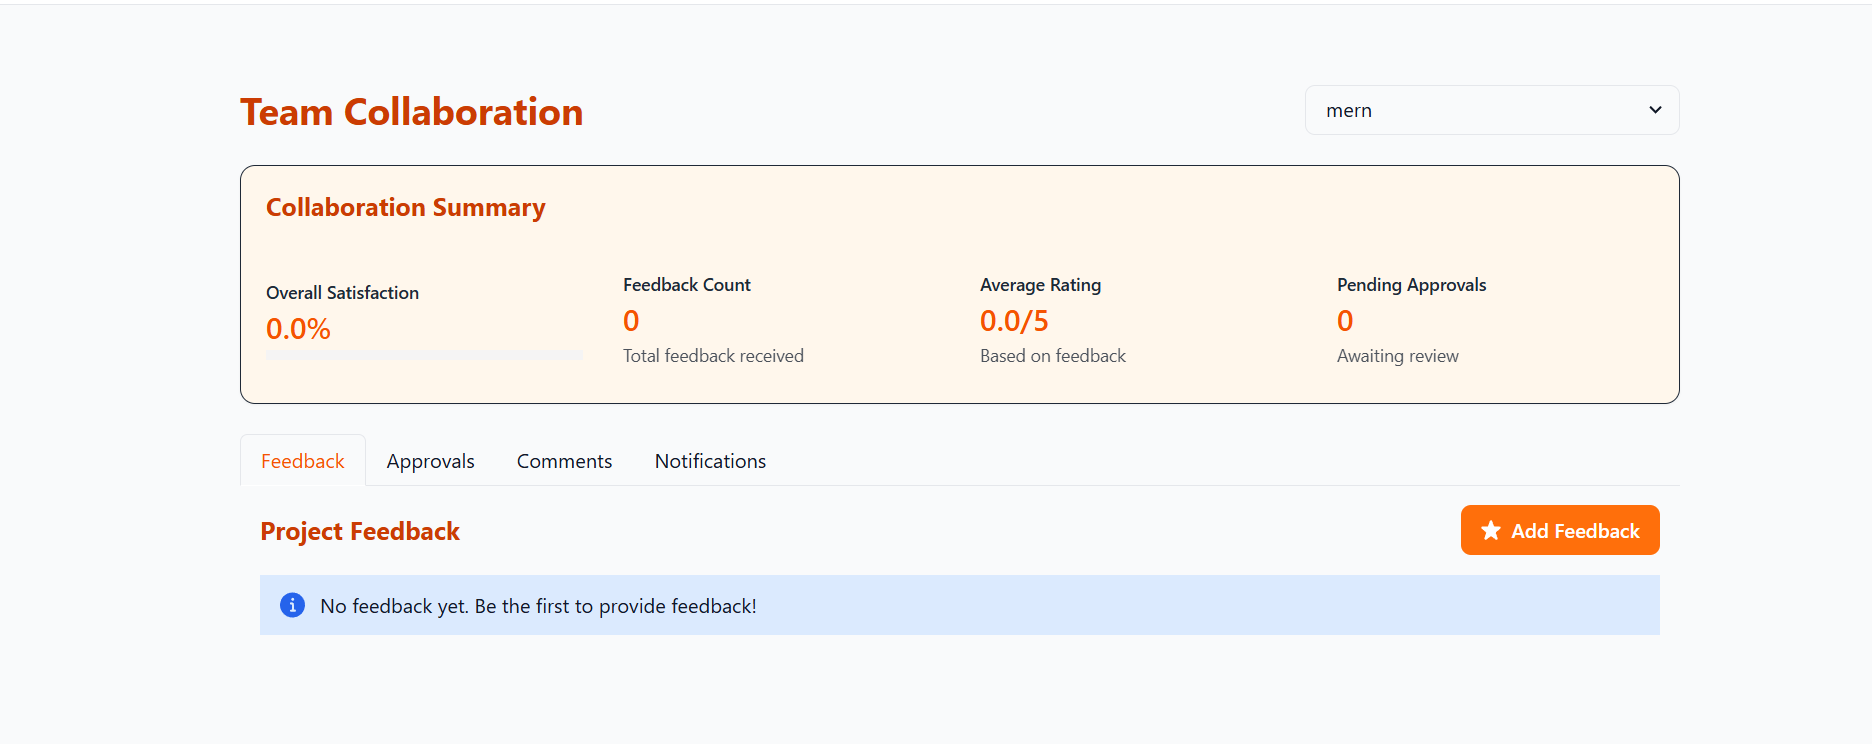 Team Collaboration
mern
Collaboration Summary
Overall Satisfaction
0.0%
Feedback Count
0
Total feedback received
Average Rating
0.0/5
Based on feedback
Pending Approvals
0
Awaiting review
Feedback Approvals Comments Notifications
Project Feedback
Add Feedback
No feedback yet. Be the first to provide feedback!